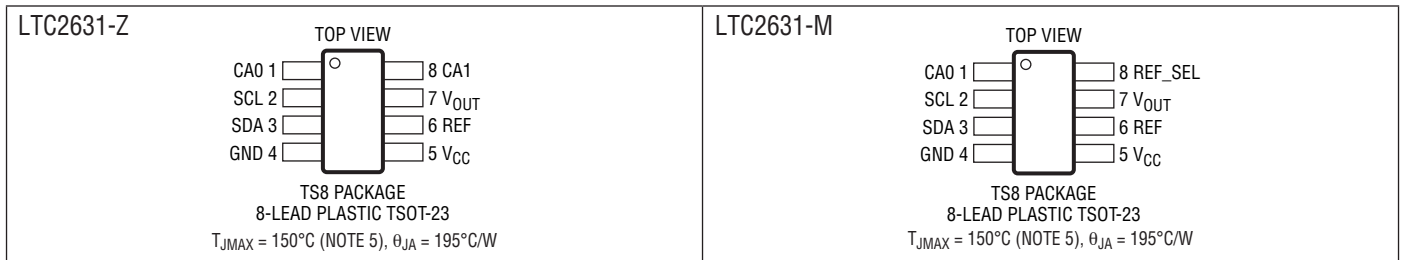 LTC2631-Z
TOP VIEW
CA0 1
SCL 2
SDA 3
GND 4
8 CA1
7 VOUT
6 REF
5 VCC
TS8 PACKAGE
8-LEAD PLASTIC TSOT-23
TJMAX = 150°C (NOTE 5), θJA = 195°C/W
LTC2631-M
TOP VIEW
CA0 1
SCL 2
SDA 3
GND 4
8 REF_SEL
7 VOUT
6 REF
5 VCC
TS8 PACKAGE
8-LEAD PLASTIC TSOT-23
TJMAX = 150°C (NOTE 5), θJA = 195°C/W